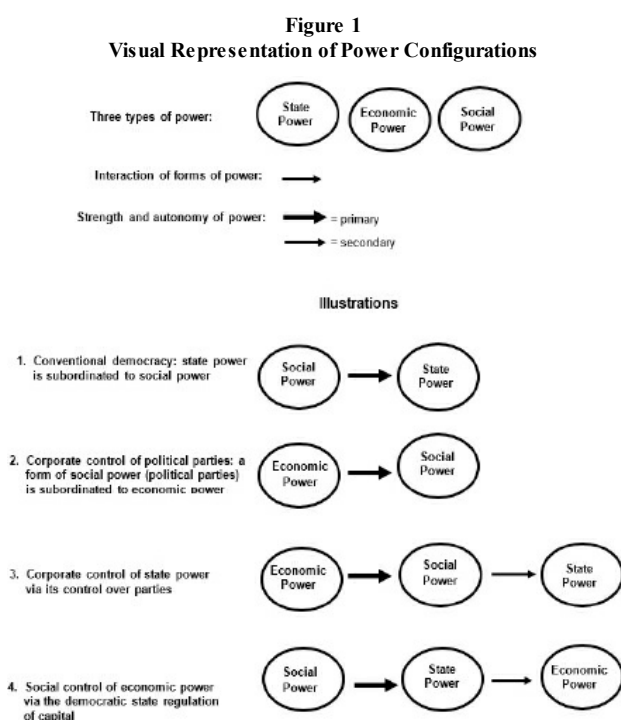 Figure 1
Visual Representation of Power Configurations
Three types of power:
State
Power
Economic
Power
Social
Power
Interaction of forms of power:
Strength and autonomy of power:
= primary
= secondary
Illustrations
1. Conventional democracy: state power
is subordinated to social power
Social
Power
State
Power
2. Corporate control of political parties: a
form of social power (political parties)
is subordinated to economic power
Economic
Power
Social
Power
3. Corporate control of state power
via its control over parties
Economic
Power
Social
Power
State
Power
4. Social control of economic power
via the democratic state regulation
of capital
Social
Power
State
Power
Economic
Power